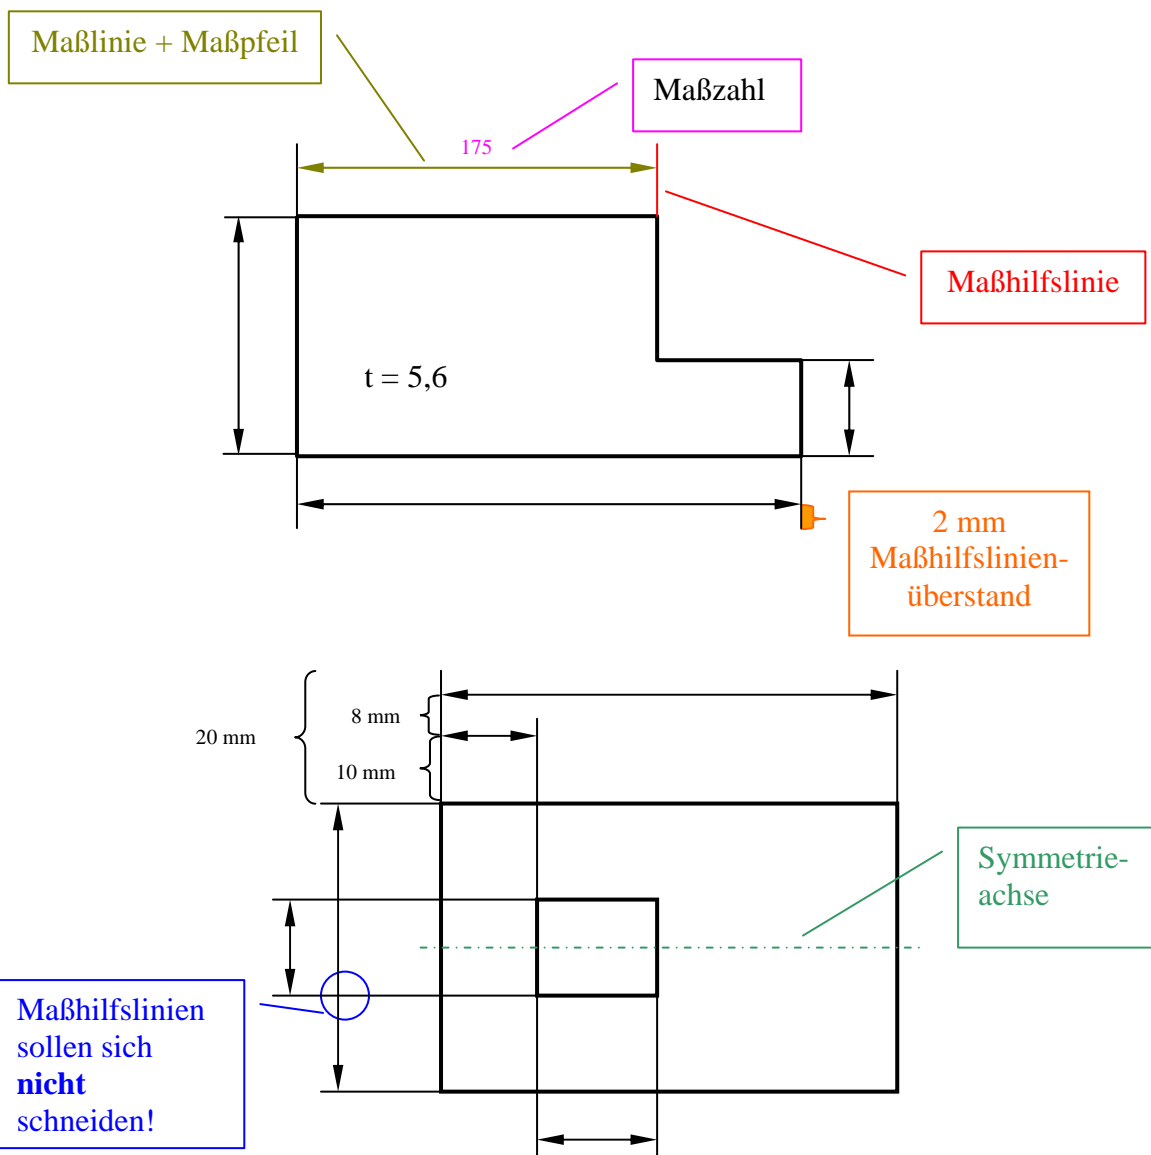 Maßlinie + Maßpfeil
Maßzahl
175
Maßhilfslinie
t = 5,6
2 mm
Maßhilfslinien-
überstand
8 mm
20 mm
10 mm
Symmetrie-
achse
Maßhilfslinien
sollen sich
nicht
schneiden!